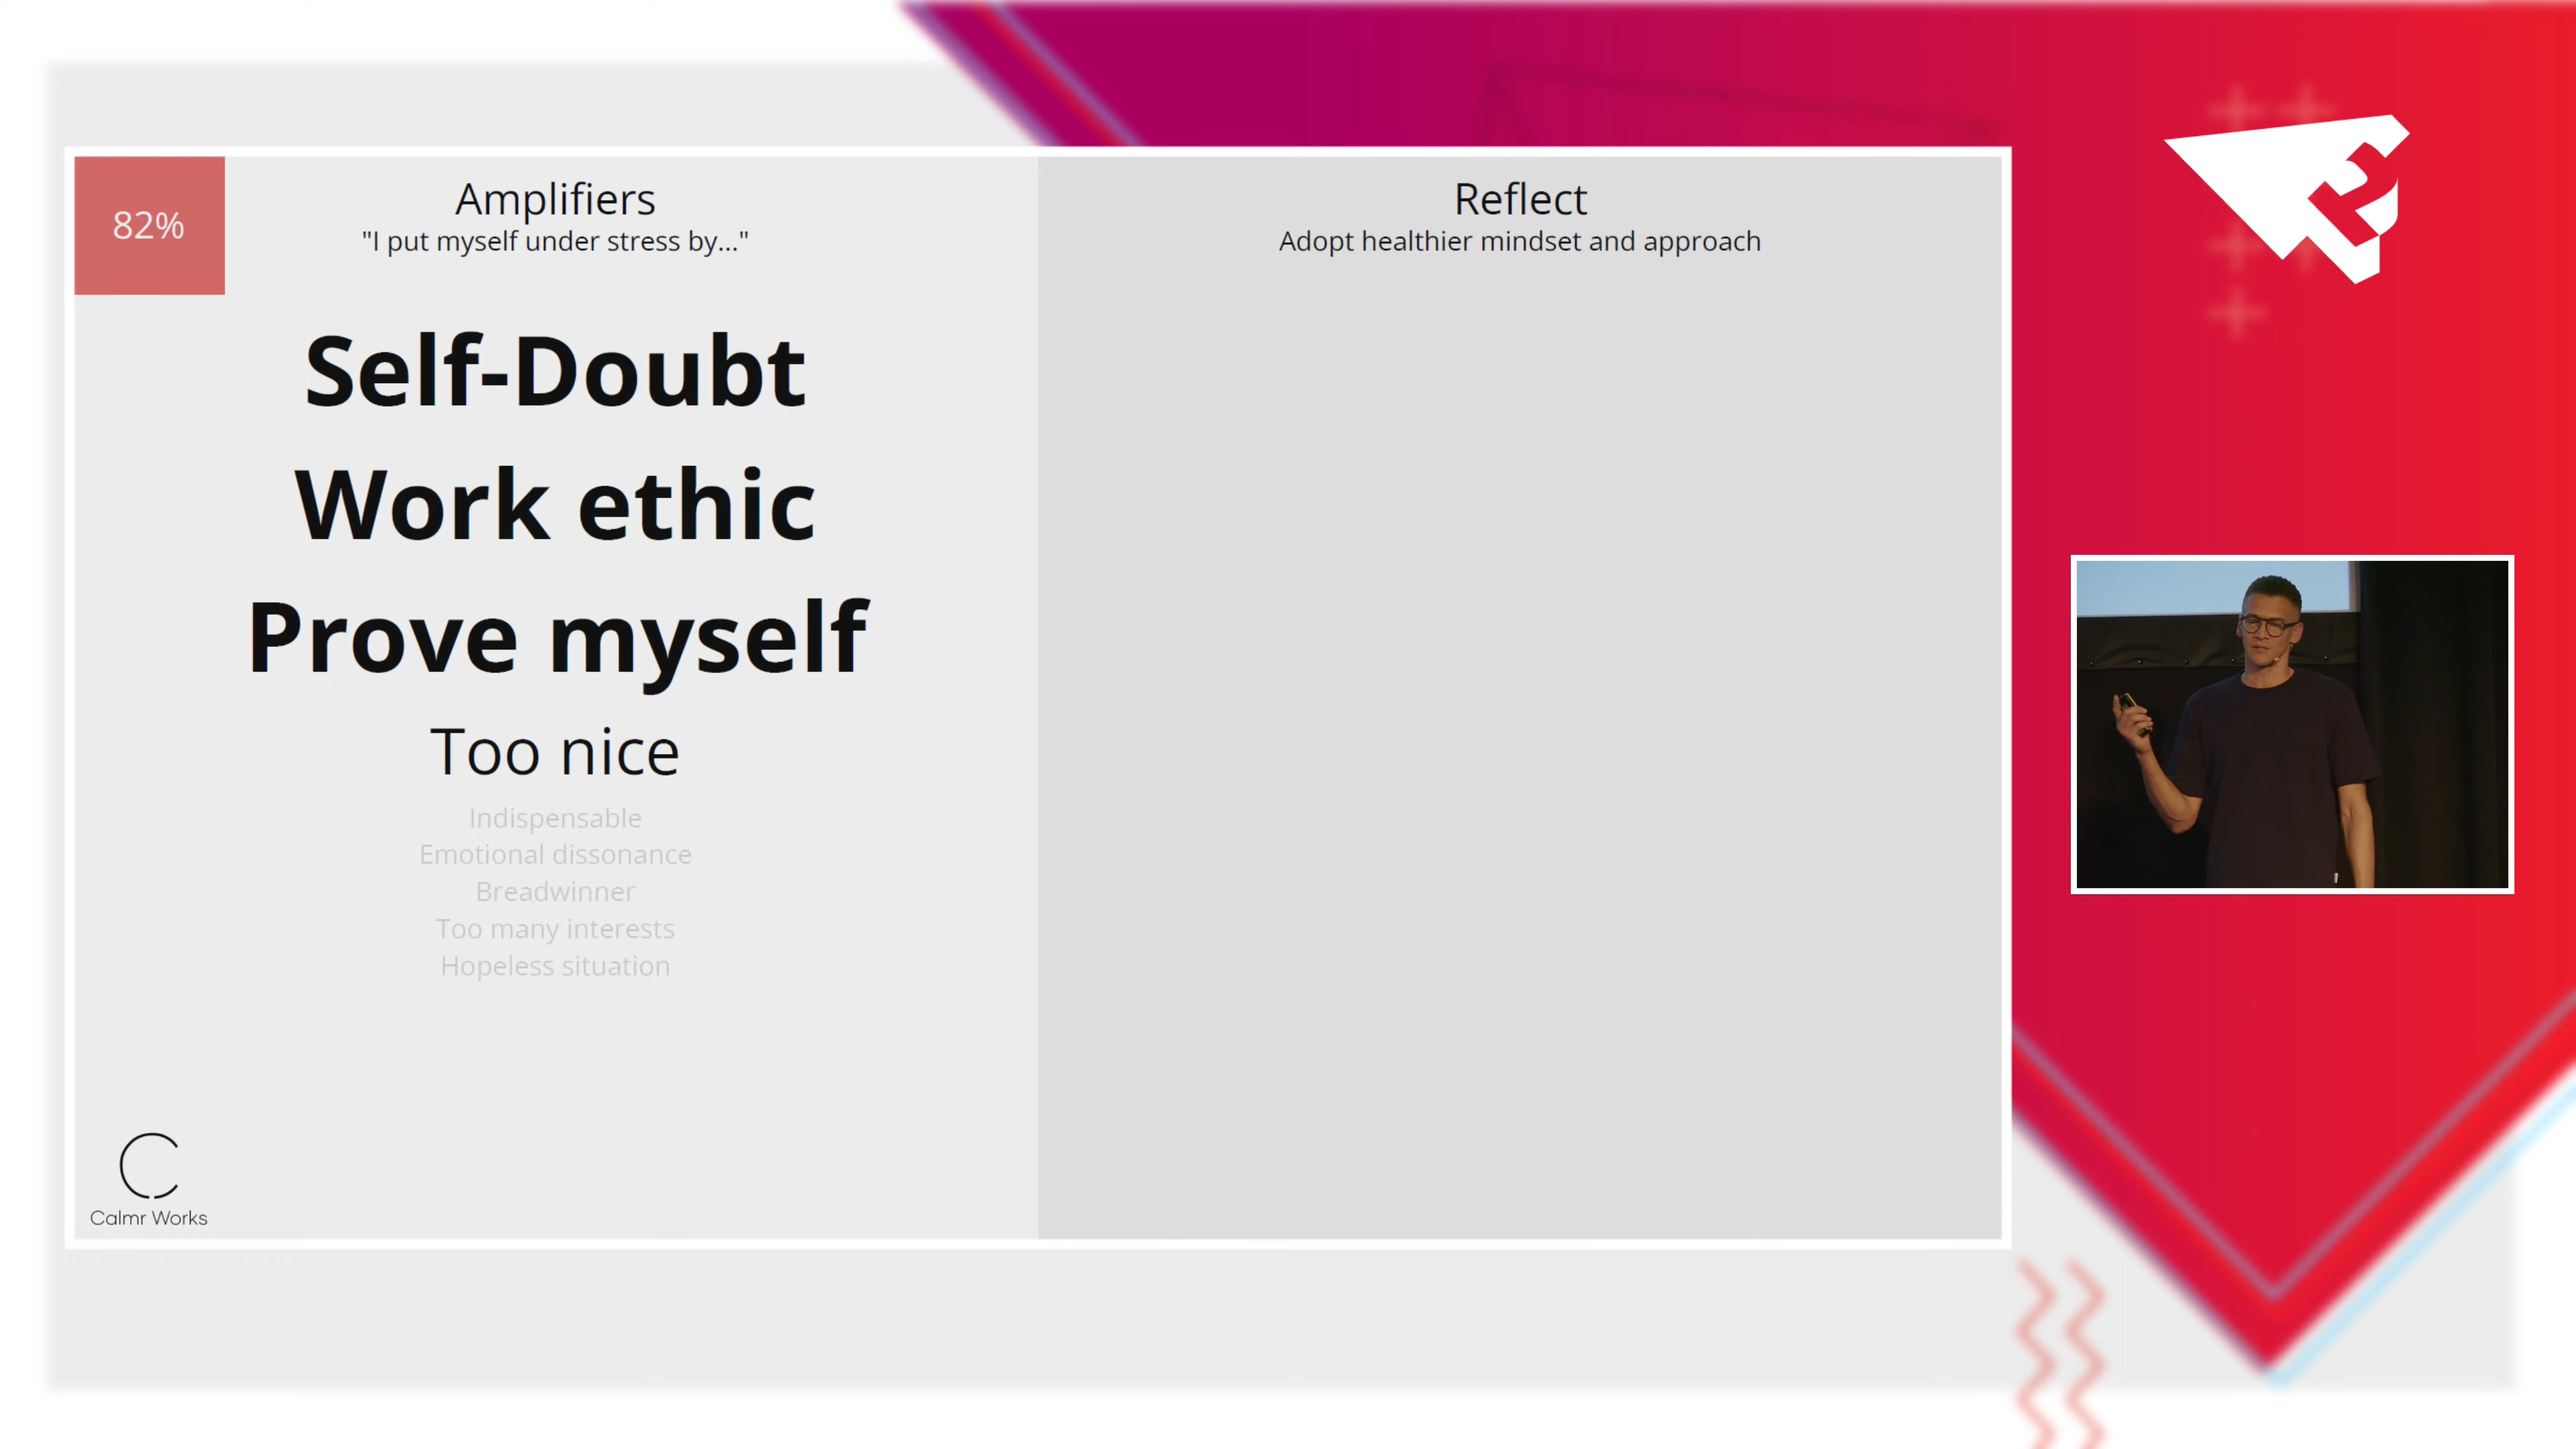 82%
Amplifiers
"I put myself under stress by..."
Self-Doubt
Work ethic
Prove myself
Too nice
Indispensable
Emotional dissonance
Breadwinner
Too many interests
Hopeless situation
Calmr Works
Reflect
Adopt healthier mindset and approach